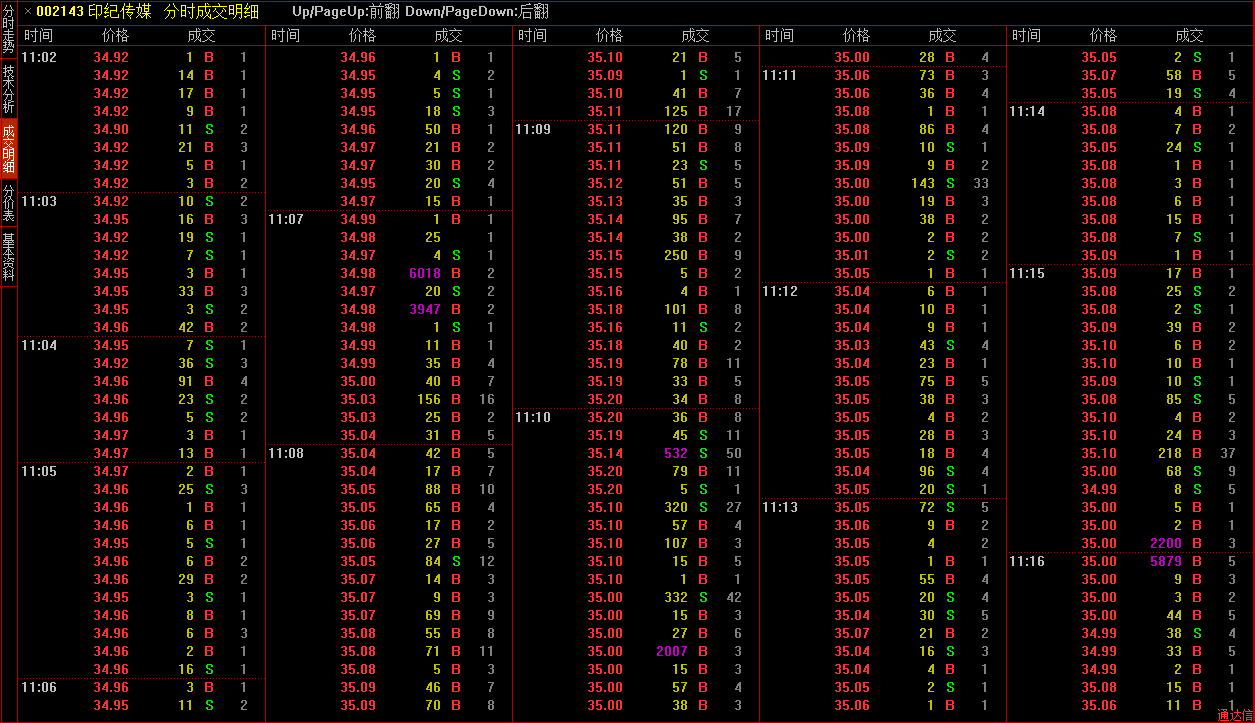 分时走势
技术分析
成交明细
分价表
基本资料
×002143 印纪传媒 分时成交明细 Up/PageUp:前翻 Down/PageDown:后翻
时间 价格 成交
11:02 34.92 1 B 1
34.92 14 B 1
34.92 17 B 1
34.92 9 B 1
34.90 11 S 2
34.92 21 B 3
34.92 5 B 1
34.92 3 B 2
11:03 34.92 10 S 2
34.95 16 B 3
34.92 19 S 1
34.92 7 S 1
34.95 3 B 1
34.95 33 B 3
34.95 3 S 2
34.96 42 B 2
11:04 34.95 7 S 1
34.92 36 S 3
34.96 91 B 4
34.96 23 S 2
34.96 5 S 2
34.97 3 B 1
34.97 13 B 1
11:05 34.97 2 B 1
34.96 25 S 3
34.96 1 B 1
34.96 6 B 1
34.95 5 S 1
34.96 6 B 2
34.96 29 B 2
34.95 3 S 1
34.96 8 B 1
34.96 6 B 3
34.96 2 B 1
34.96 16 S 1
11:06 34.96 3 B 1
34.95 11 S 2
时间 价格 成交
34.96 1 B 1
34.95 4 S 2
34.95 5 S 1
34.95 18 S 3
34.96 50 B 1
34.97 21 B 2
34.97 30 B 2
34.95 20 S 4
34.97 15 B 1
11:07 34.99 1 B 1
34.98 25 1
34.97 4 S 1
34.98 6018 B 2
34.97 20 S 2
34.98 3947 B 2
34.98 1 S 1
34.99 11 B 1
34.99 35 B 4
35.00 40 B 7
35.03 156 B 16
35.03 25 B 2
35.04 31 B 5
11:08 35.04 42 B 5
35.04 17 B 7
35.05 88 B 10
35.05 65 B 4
35.06 17 B 2
35.06 27 B 5
35.05 84 S 12
35.07 14 B 3
35.07 9 B 3
35.07 69 B 9
35.08 55 B 8
35.08 71 B 11
35.08 5 B 3
35.09 46 B 7
35.09 70 B 8
时间 价格 成交
35.10 21 B 5
35.09 1 S 1
35.10 41 B 7
35.11 125 B 17
11:09 35.11 120 B 9
35.11 51 B 8
35.11 23 S 5
35.12 51 B 5
35.13 35 B 3
35.14 95 B 7
35.14 38 B 2
35.15 250 B 9
35.15 5 B 2
35.16 4 B 1
35.18 101 B 8
35.16 11 S 2
35.18 40 B 2
35.19 78 B 11
35.19 33 B 5
35.20 34 B 8
11:10 35.20 36 B 8
35.19 45 S 11
35.14 532 S 50
35.20 79 B 11
35.20 5 S 1
35.10 320 S 27
35.10 57 B 4
35.10 107 B 3
35.10 15 B 5
35.10 1 B 1
35.00 332 S 42
35.00 15 B 3
35.00 27 B 6
35.00 2007 B 3
35.00 15 B 3
35.00 57 B 4
35.00 38 B 3
时间 价格 成交
35.00 28 B 4
11:11 35.06 73 B 3
35.06 36 B 4
35.08 1 B 1
35.08 86 B 4
35.09 10 S 1
35.09 9 B 2
35.00 143 S 33
35.00 19 B 3
35.00 38 B 2
35.00 2 B 2
35.01 2 S 2
35.05 1 B 1
11:12 35.04 6 B 1
35.04 10 B 1
35.04 9 B 1
35.03 43 S 4
35.04 23 B 1
35.05 75 B 5
35.05 38 B 3
35.05 4 B 2
35.05 28 B 3
35.05 18 B 4
35.04 96 S 4
35.05 20 S 1
11:13 35.05 72 S 5
35.06 9 B 2
35.05 4 2
35.05 1 B 1
35.05 55 B 4
35.05 20 S 4
35.04 30 S 5
35.07 21 B 2
35.04 16 S 3
35.04 4 B 1
35.05 2 S 1
35.06 1 B 1
时间 价格 成交
35.05 2 S 1
35.07 58 B 5
35.05 19 S 4
11:14 35.08 4 B 1
35.08 7 B 2
35.05 24 S 1
35.08 1 B 1
35.08 3 B 1
35.08 6 B 1
35.08 15 B 1
35.08 7 S 1
35.09 1 B 1
11:15 35.09 17 B 1
35.08 25 S 2
35.08 2 S 1
35.09 39 B 2
35.10 6 B 2
35.10 10 B 1
35.09 10 S 1
35.08 85 S 5
35.10 4 B 2
35.10 24 B 3
35.10 218 B 37
35.00 68 S 9
34.99 8 S 5
35.00 5 B 1
35.00 2 B 1
35.00 2200 B 3
11:16 35.00 5879 B 5
35.00 9 B 3
35.00 3 B 2
35.00 44 B 5
34.99 38 S 4
34.99 33 B 5
34.99 2 B 1
35.08 15 B 1
35.06 11 B 1
通达信